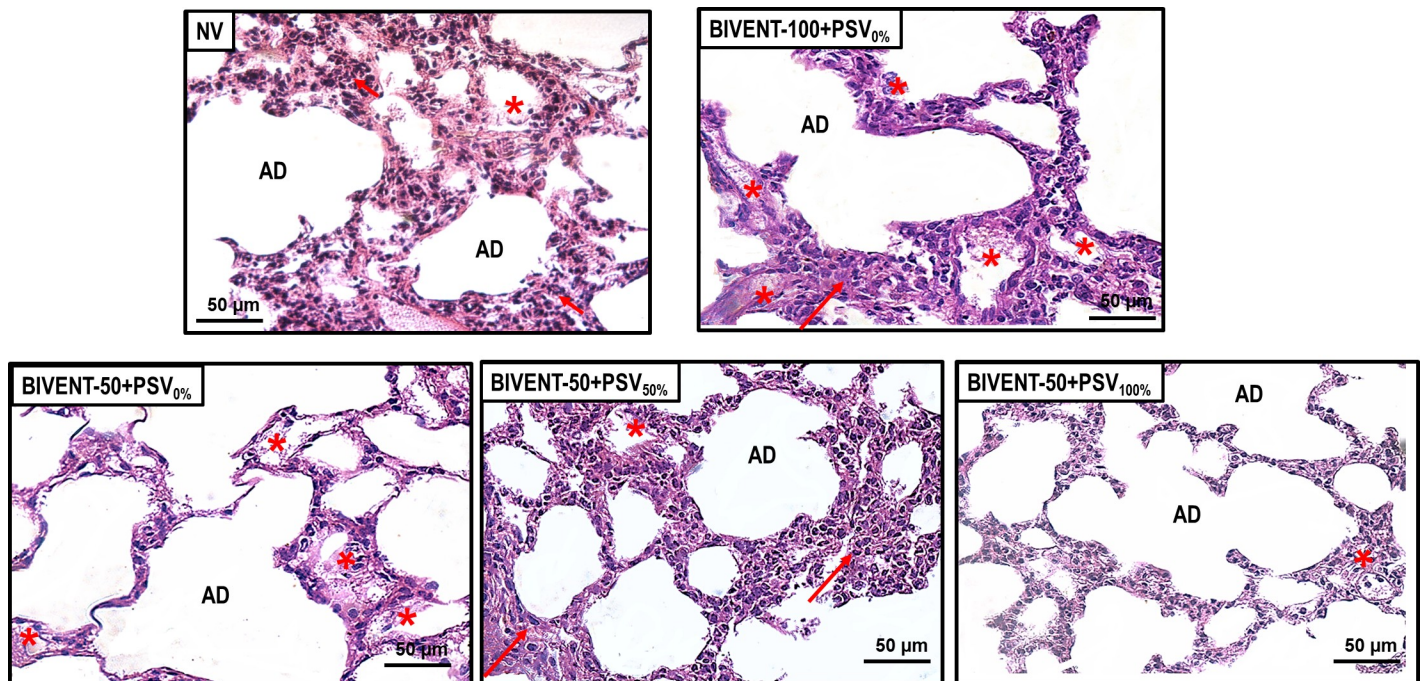 NV
AD
AD
50 µm
BIVENT-100+PSV0%
AD
50 µm
BIVENT-50+PSV0%
AD
50 µm
BIVENT-50+PSV50%
AD
50 µm
BIVENT-50+PSV100%
AD
AD
50 µm